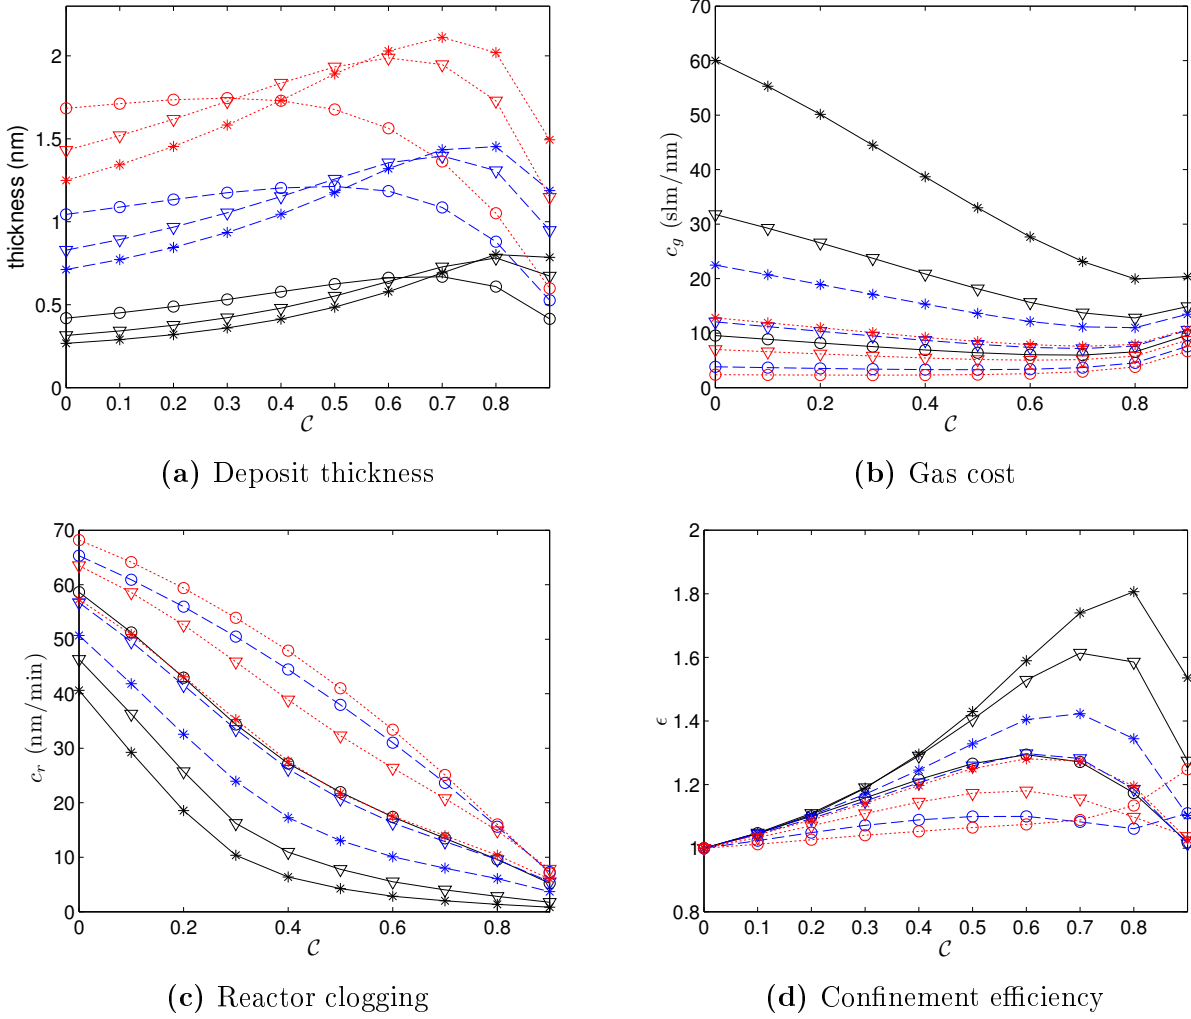 thickness (nm)
2
1.5
1
0.5
0
0 0.1 0.2 0.3 0.4 0.5 0.6 0.7 0.8
C
(a) Deposit thickness
c_g (slm/nm)
70
60
50
40
30
20
10
0
0 0.2 0.4 0.6 0.8
C
(b) Gas cost
c_r (nm/min)
70
60
50
40
30
20
10
0
0 0.2 0.4 0.6 0.8
C
(c) Reactor clogging
ϵ
2
1.8
1.6
1.4
1.2
1
0.8
0 0.1 0.2 0.3 0.4 0.5 0.6 0.7 0.8
C
(d) Confinement efficiency